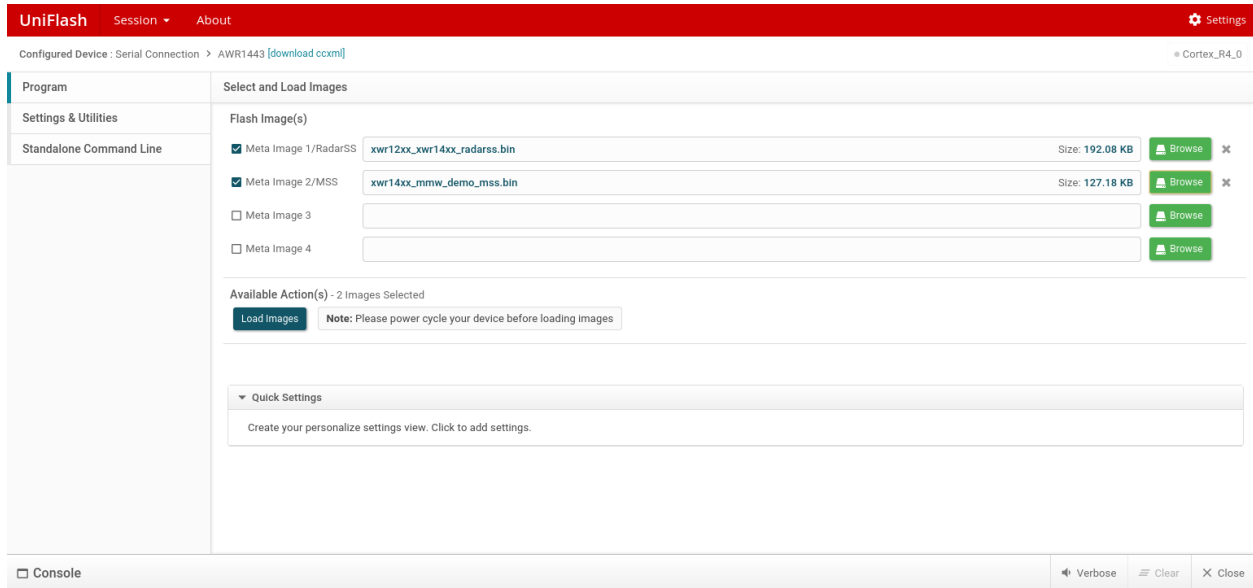 UniFlash Session About Settings
Configured Device : Serial Connection > AWR1443 [download ccxml] Cortex_R4_0
Program
Settings & Utilities
Standalone Command Line
Select and Load Images
Flash Image(s)
Meta Image 1/RadarSS xwr12xx_xwr14xx_radarss.bin Size: 192.08 KB Browse
Meta Image 2/MSS xwr14xx_mmw_demo_mss.bin Size: 127.18 KB Browse
Meta Image 3 Browse
Meta Image 4 Browse
Available Action(s) - 2 Images Selected
Load Images Note: Please power cycle your device before loading images
Quick Settings
Create your personalize settings view. Click to add settings.
Console Verbose Clear Close